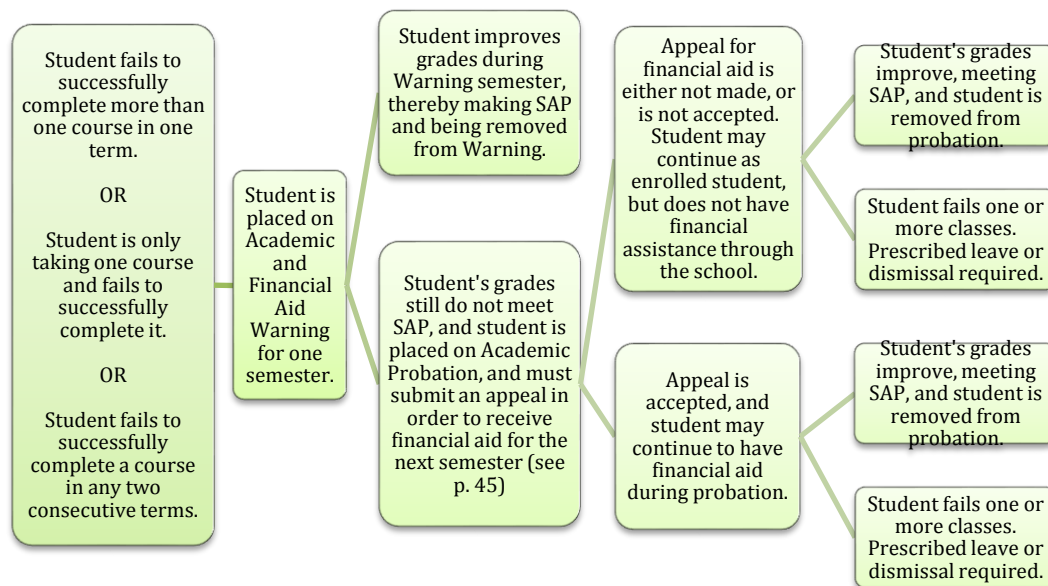 Student fails to
successfully
complete more than
one course in one
term.
OR
Student is only
taking one course
and fails to
successfully
complete it.
OR
Student fails to
successfully
complete a course
in any two
consecutive terms.
Student is
placed on
Academic
and
Financial
Aid
Warning
for one
semester.
Student improves
grades during
Warning semester,
thereby making SAP
and being removed
from Warning.
Student's grades
still do not meet
SAP, and student is
placed on Academic
Probation, and must
submit an appeal in
order to receive
financial aid for the
next semester (see
p. 45)
Appeal for
financial aid is
either not made, or
is not accepted.
Student may
continue as
enrolled student,
but does not have
financial
assistance through
the school.
Appeal is
accepted, and
student may
continue to have
financial aid
during probation.
Student's grades
improve, meeting
SAP, and student is
removed from
probation.
Student fails one or
more classes.
Prescribed leave or
dismissal required.
Student's grades
improve, meeting
SAP, and student is
removed from
probation.
Student fails one or
more classes.
Prescribed leave or
dismissal required.